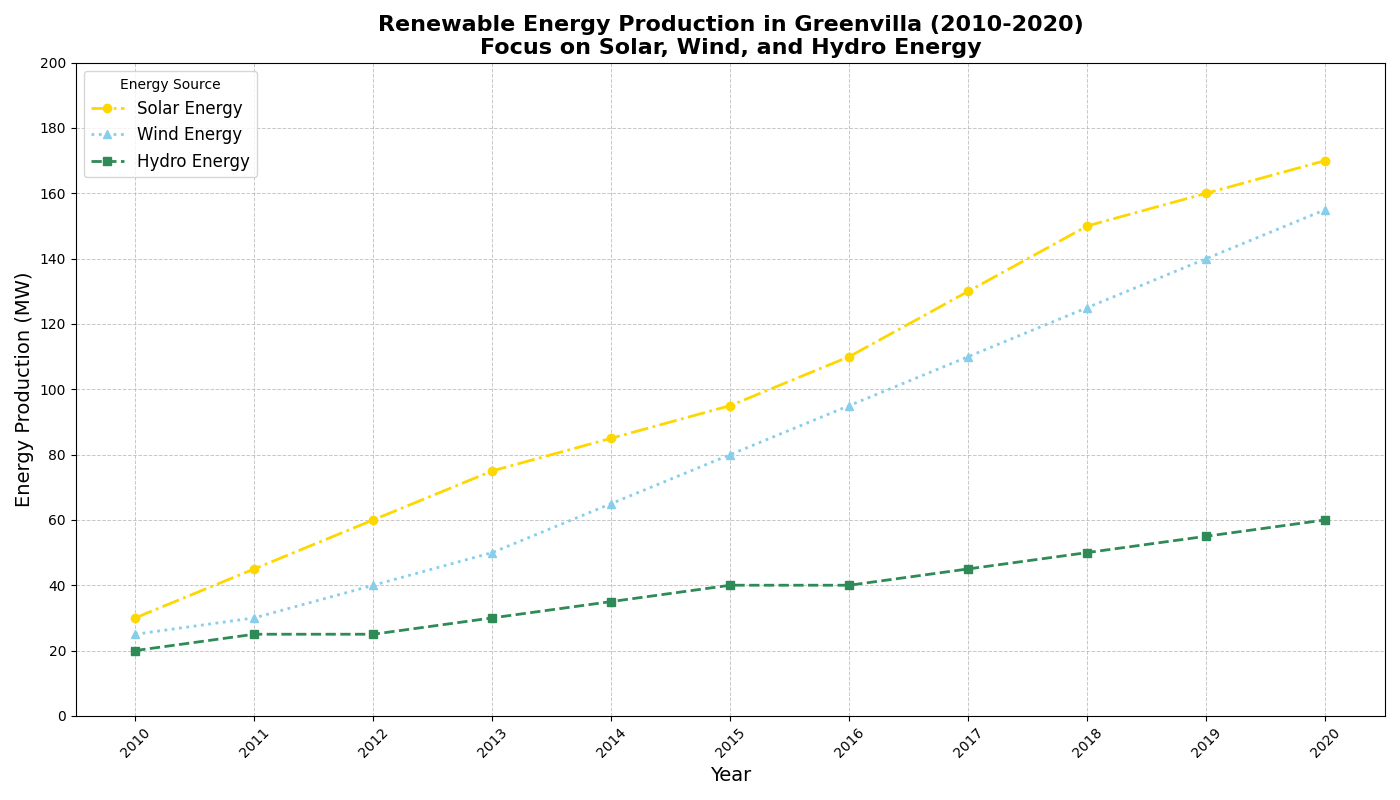 Renewable Energy Production in Greenvilla (2010-2020)
Focus on Solar, Wind, and Hydro Energy
Energy Source
Solar Energy
Wind Energy
Hydro Energy
Energy Production (MW)
200
180
160
140
120
100
80
60
40
20
0
2010
2011
2012
2013
2014
2015
2016
2017
2018
2019
2020
Year